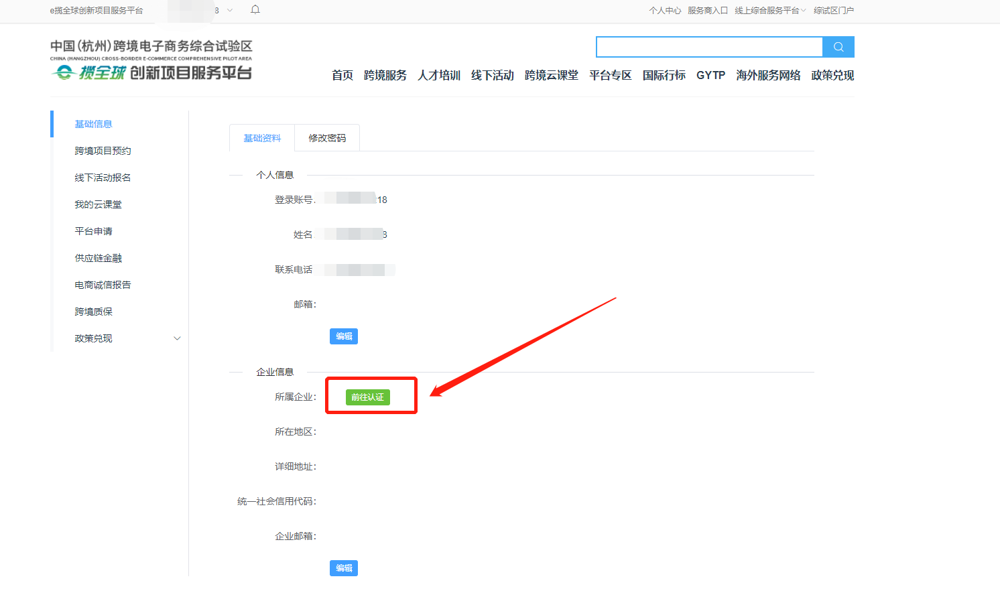 e揽全球创新项目服务平台 8 个人中心 服务商入口 线上综合服务平台 综试区门户
中国(杭州)跨境电子商务综合试验区
CHINA (HANGZHOU) CROSS-BORDER E-COMMERCE COMPREHENSIVE PILOT AREA
揽全球 创新项目服务平台
首页 跨境服务 人才培训 线下活动 跨境云课堂 平台专区 国际行标 GYTP 海外服务网络 政策兑现
基础信息
跨境项目预约
线下活动报名
我的云课堂
平台申请
供应链金融
电商诚信报告
跨境质保
政策兑现
基础资料 修改密码
个人信息
登录账号 18
姓名 8
联系电话
邮箱：
编辑
企业信息
所属企业： 前往认证
所在地区：
详细地址：
统一社会信用代码：
企业邮箱：
编辑